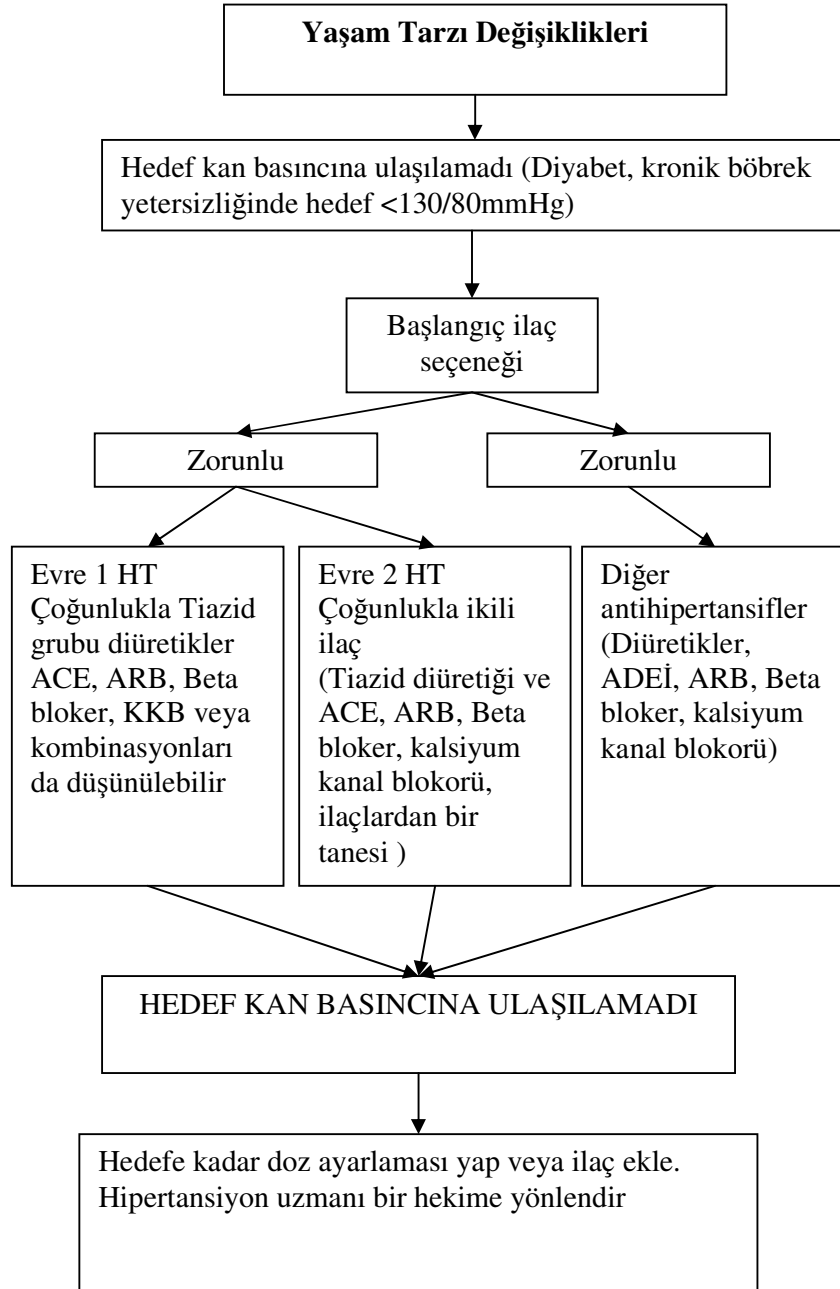 Yaşam Tarzı Değişiklikleri
Hedef kan basıncına ulaşılamadı (Diyabet, kronik böbrek
yetersizliğinde hedef <130/80mmHg)
Başlangıç ilaç
seçeneği
Zorunlu
Zorunlu
Evre 1 HT
Çoğunlukla Tiazid
grubu diüretikler
ACE, ARB, Beta
bloker, KKB veya
kombinasyonları
da düşünülebilir
Evre 2 HT
Çoğunlukla ikili
ilaç
(Tiazid diüretiği ve
ACE, ARB, Beta
bloker, kalsiyum
kanal blokorü,
ilaçlardan bir
tanesi )
Diğer
antihipertansifler
(Diüretikler,
ADEİ, ARB, Beta
bloker, kalsiyum
kanal blokorü)
HEDEF KAN BASINCINA ULAŞILAMADI
Hedefe kadar doz ayarlaması yap veya ilaç ekle.
Hipertansiyon uzmanı bir hekime yönlendir